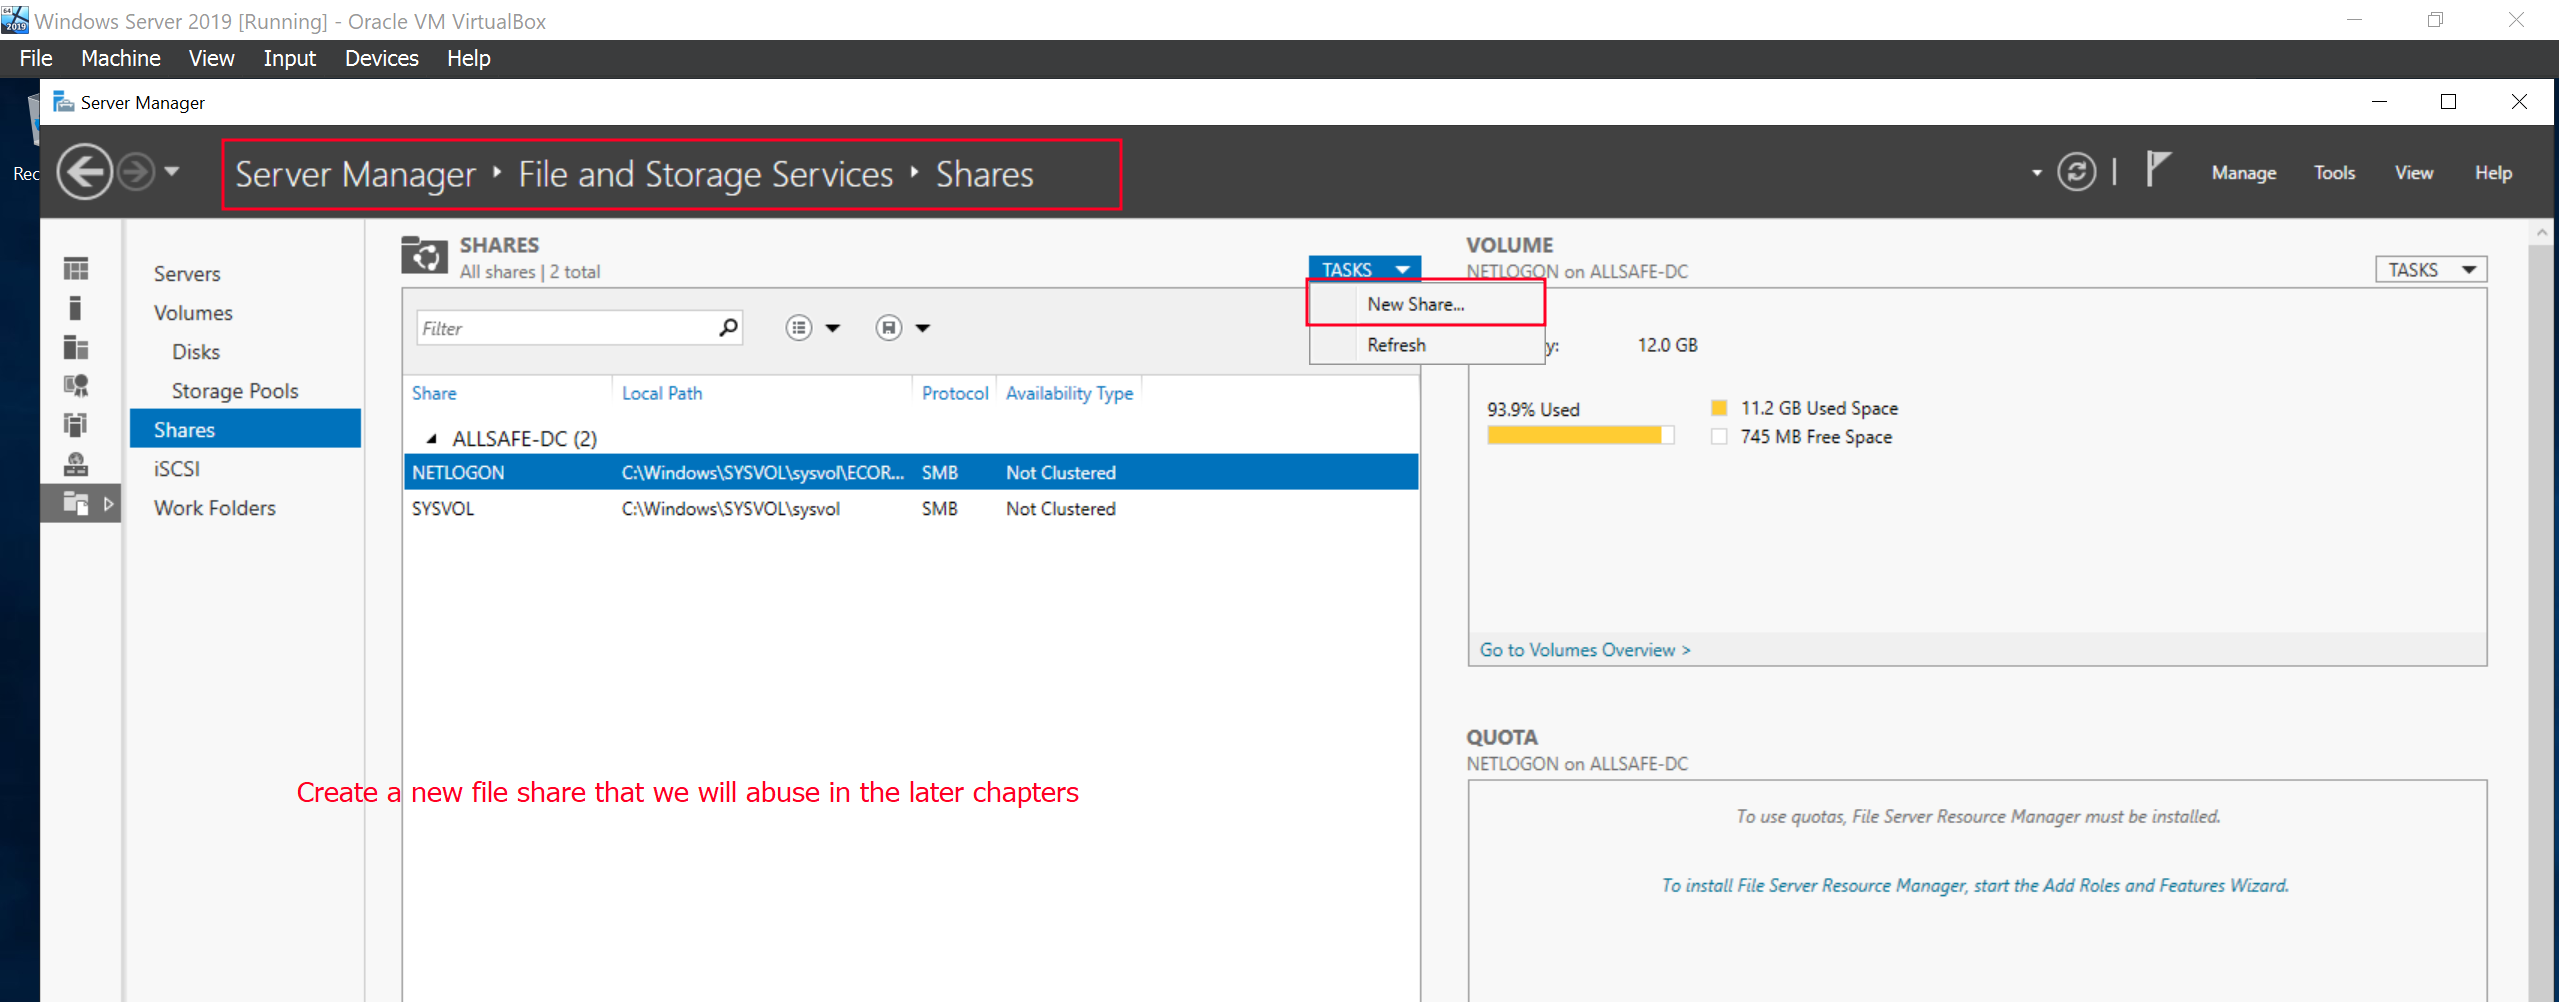 Windows Server 2019 [Running] - Oracle VM VirtualBox
File Machine View Input Devices Help
Server Manager
Rec
Server Manager ‣ File and Storage Services ‣ Shares
Manage Tools View Help
Servers
Volumes
Disks
Storage Pools
Shares
iSCSI
Work Folders
SHARES
All shares | 2 total
TASKS
New Share...
Refresh
Filter
Share Local Path Protocol Availability Type
ALLSAFE-DC (2)
NETLOGON C:\Windows\SYSVOL\sysvol\ECOR... SMB Not Clustered
SYSVOL C:\Windows\SYSVOL\sysvol SMB Not Clustered
Create a new file share that we will abuse in the later chapters
VOLUME
NETLOGON on ALLSAFE-DC
TASKS
y: 12.0 GB
93.9% Used
11.2 GB Used Space
745 MB Free Space
Go to Volumes Overview >
QUOTA
NETLOGON on ALLSAFE-DC
To use quotas, File Server Resource Manager must be installed.
To install File Server Resource Manager, start the Add Roles and Features Wizard.